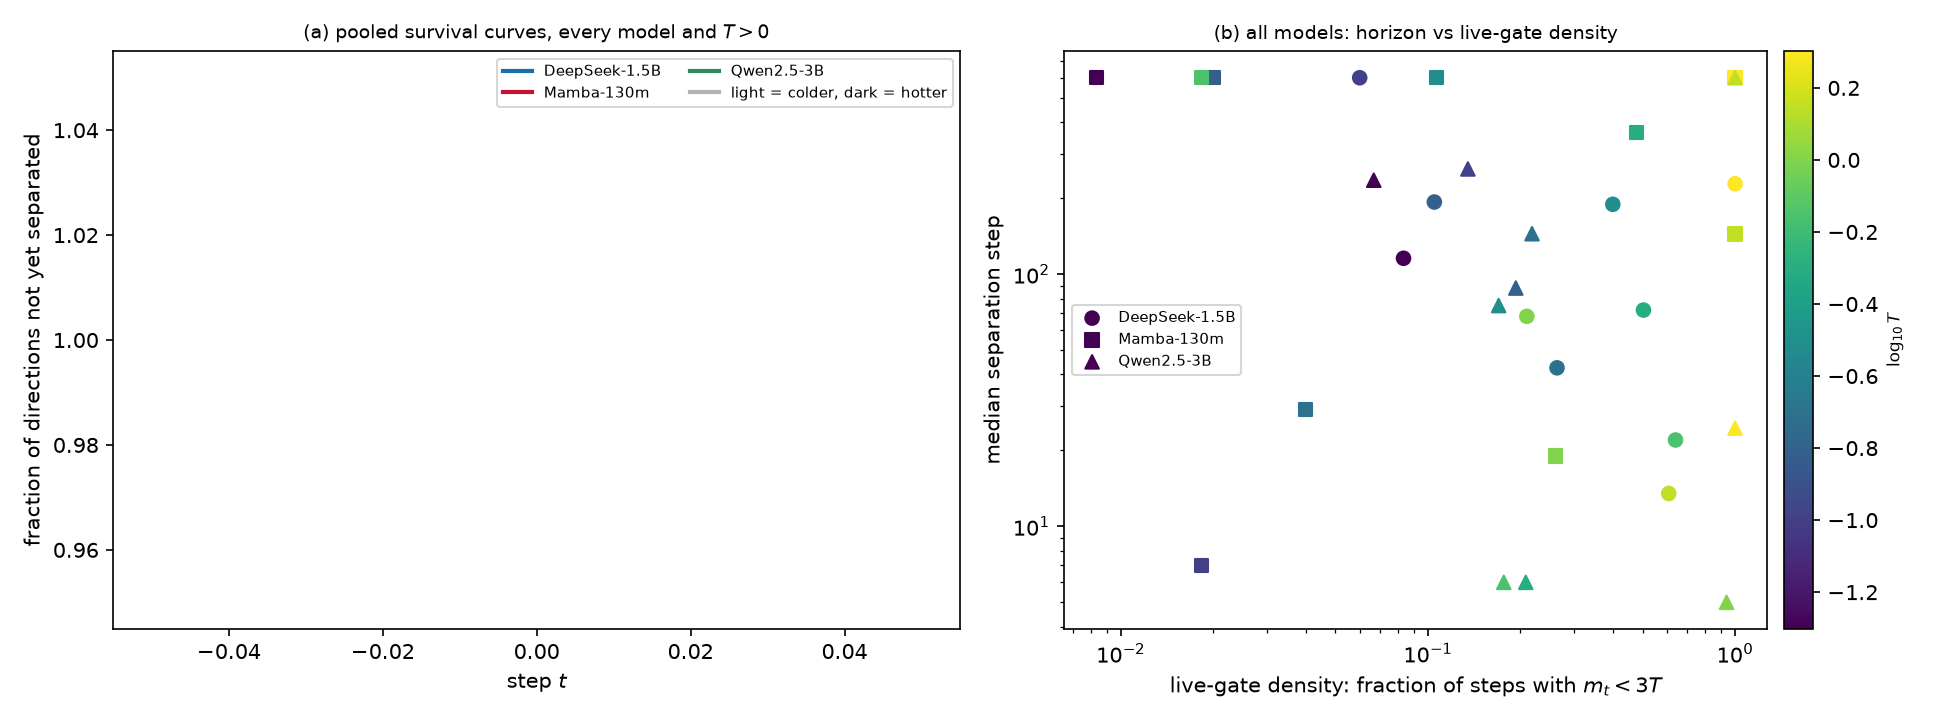 (a) pooled survival curves, every model and T > 0
DeepSeek-1.5B
Mamba-130m
Qwen2.5-3B
light = colder, dark = hotter
fraction of directions not yet separated
1.04
1.02
1.00
0.98
0.96
−0.04
−0.02
0.00
0.02
0.04
step t
(b) all models: horizon vs live-gate density
median separation step
10²
10¹
DeepSeek-1.5B
Mamba-130m
Qwen2.5-3B
10⁻²
10⁻¹
10⁰
live-gate density: fraction of steps with mₜ < 3T
0.2
0.0
−0.2
−0.4
−0.6
−0.8
−1.0
−1.2
log₁₀ T